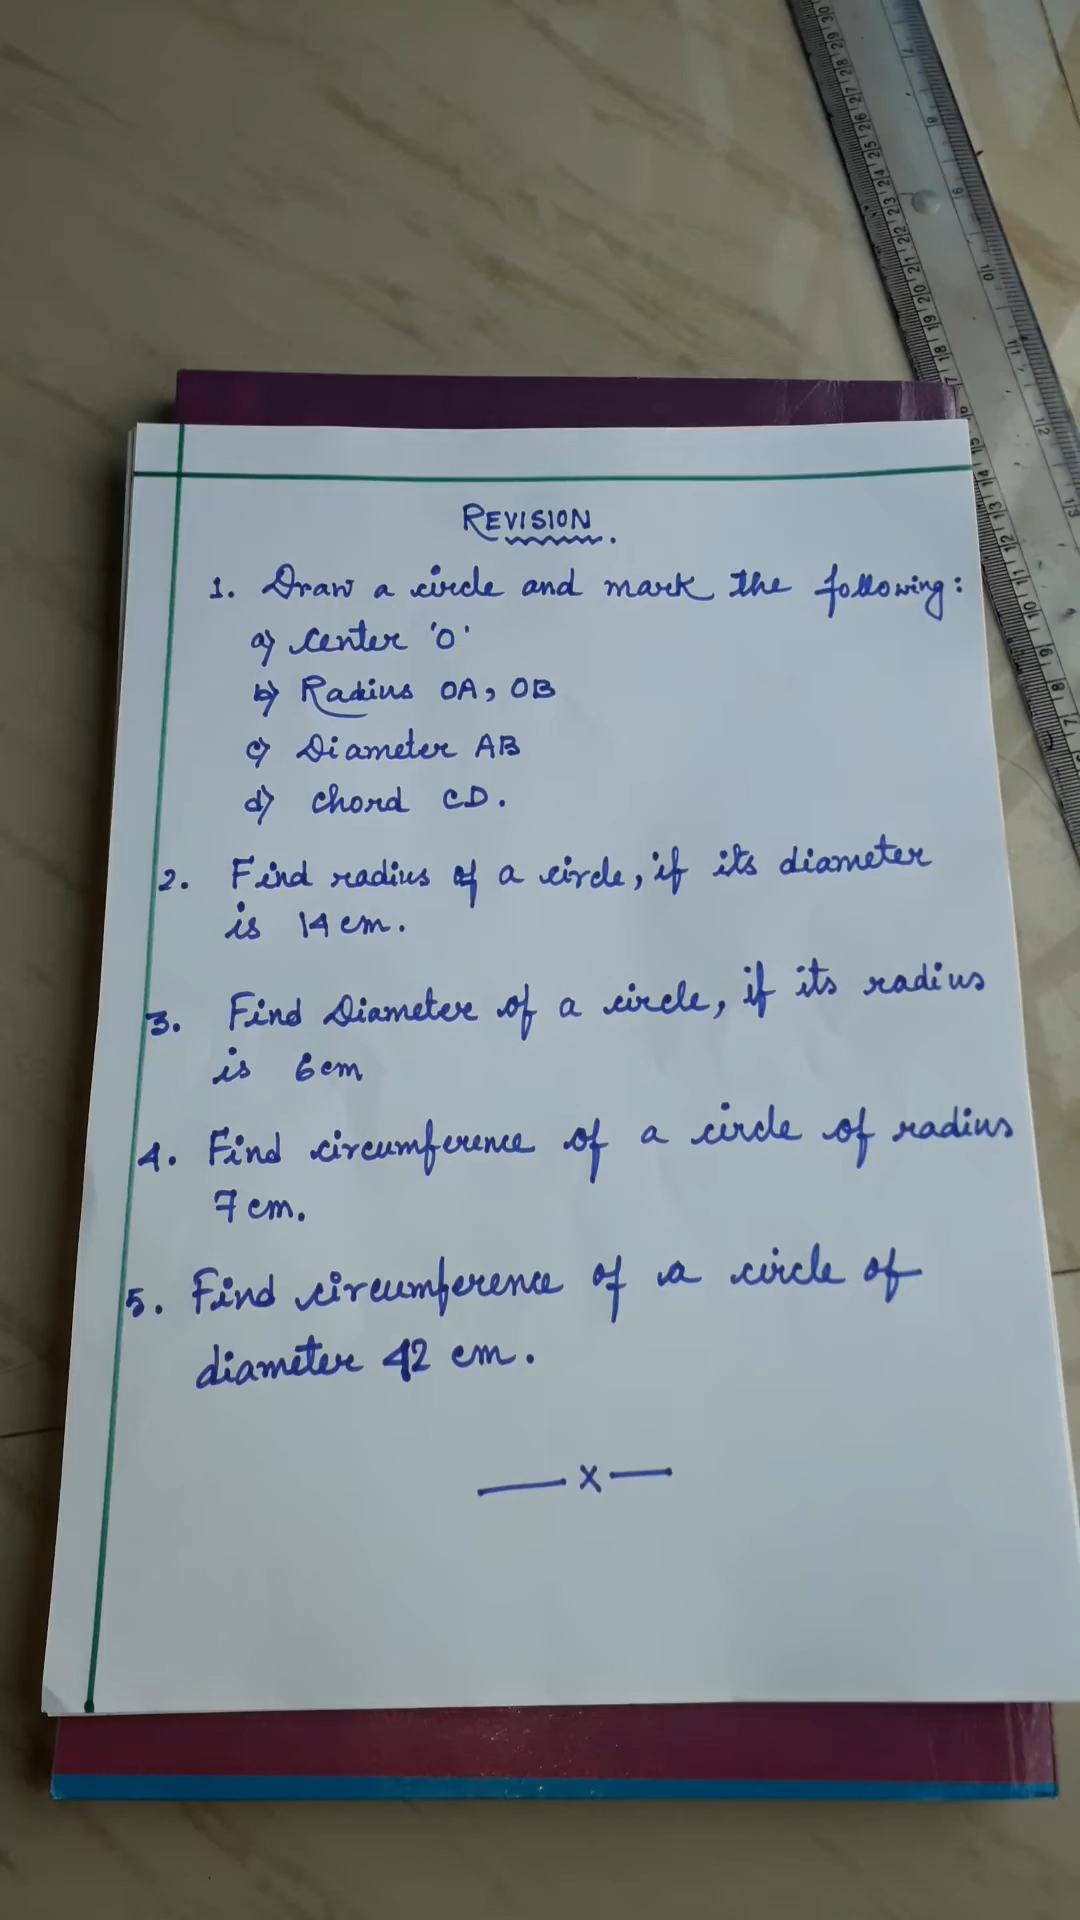 REVISION.
1. Draw a circle and mark the following:
a) Center 'O'
b) Radius OA, OB
c) Diameter AB
d) chord CD.
2. Find radius of a circle, if its diameter
is 14 cm.
3. Find Diameter of a circle, if its radius
is 6cm
4. Find circumference of a circle of radius
7 cm.
5. Find circumference of a circle of
diameter 42 cm.
—— x ——